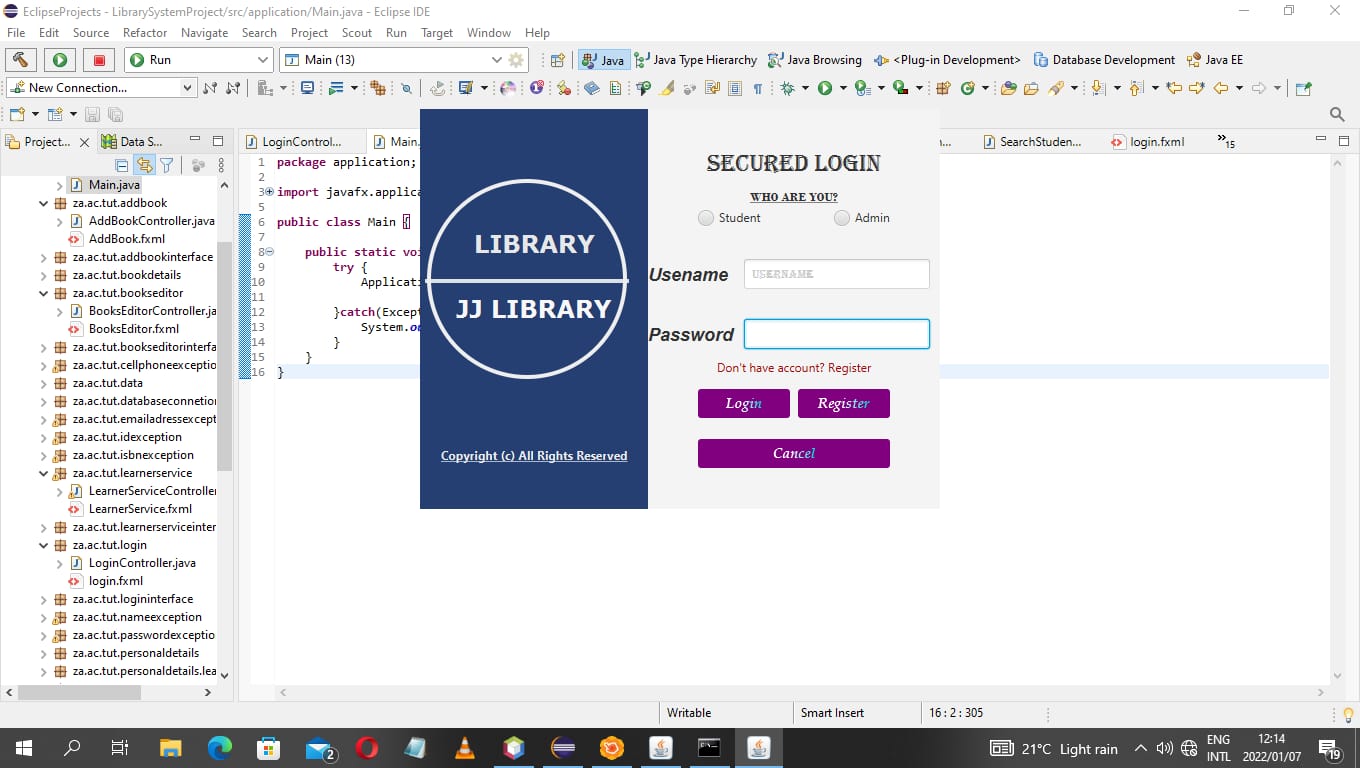 EclipseProjects - LibrarySystemProject/src/application/Main.java - Eclipse IDE
File Edit Source Refactor Navigate Search Project Scout Run Target Window Help
Run
Main (13)
Java
Java Type Hierarchy
Java Browsing
<Plug-in Development>
Database Development
Java EE
New Connection...
Project...
Data S...
LoginControl...
Main.
n...
SearchStuden...
login.fxml
»15
Main.java
za.ac.tut.addbook
AddBookController.java
AddBook.fxml
za.ac.tut.addbookinterface
za.ac.tut.bookdetails
za.ac.tut.bookseditor
BooksEditorController.ja
BooksEditor.fxml
za.ac.tut.bookseditorinterfa
za.ac.tut.cellphoneexceptio
za.ac.tut.data
za.ac.tut.databaseconnetion
za.ac.tut.emailadressexcept
za.ac.tut.idexception
za.ac.tut.isbnexception
za.ac.tut.learnerservice
LearnerServiceController
LearnerService.fxml
za.ac.tut.learnerserviceinter
za.ac.tut.login
LoginController.java
login.fxml
za.ac.tut.logininterface
za.ac.tut.nameexception
za.ac.tut.passwordexceptio
za.ac.tut.personaldetails
za.ac.tut.personaldetails.lea
1 package application;
2
3 import javafx.applica
5
6 public class Main {
7
8 public static voi
9 try {
10 Applicati
11
12 }catch(Except
13 System.ou
14 }
15 }
16 }
LIBRARY
JJ LIBRARY
Copyright (c) All Rights Reserved
SECURED LOGIN
WHO ARE YOU?
Student
Admin
Usename
USERNAME
Password
Don't have account? Register
Login
Register
Cancel
Writable
Smart Insert
16 : 2 : 305
2
21°C Light rain
ENG
INTL
12:14
2022/01/07
19